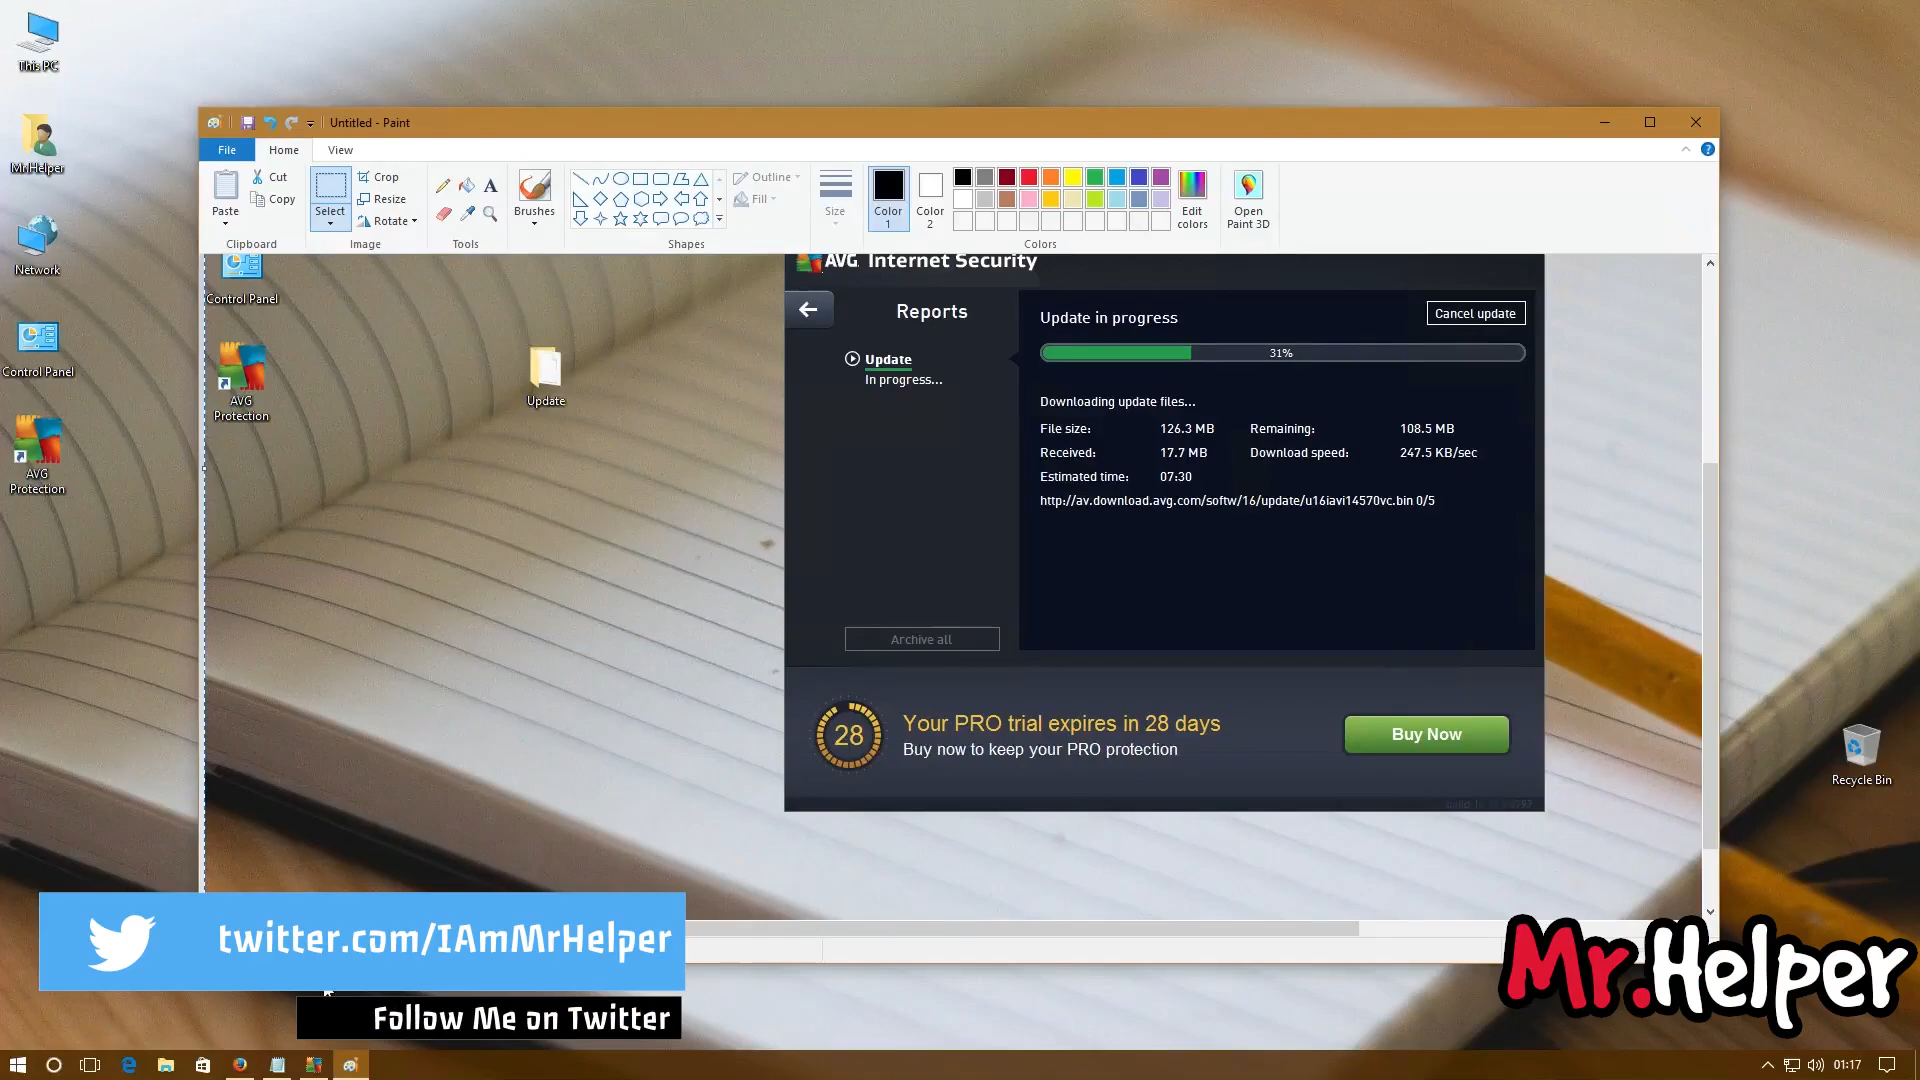 This PC
MrHelper
Network
Control Panel
AVG
Protection
Untitled - Paint
File
Home
View
Paste
Cut
Copy
Clipboard
Select
Crop
Resize
Rotate
Image
Tools
Brushes
Shapes
Outline
Fill
Size
Color
1
Color
2
Colors
Edit
colors
Open
Paint 3D
Control Panel
AVG
Protection
Update
AVG. Internet Security
Reports
Update
In progress...
Archive all
Update in progress
Cancel update
31%
Downloading update files...
File size: 126.3 MB Remaining: 108.5 MB
Received: 17.7 MB Download speed: 247.5 KB/sec
Estimated time: 07:30
http://av.download.avg.com/softw/16/update/u16iavi14570vc.bin 0/5
28
Your PRO trial expires in 28 days
Buy now to keep your PRO protection
Buy Now
Recycle Bin
twitter.com/IAmMrHelper
Follow Me on Twitter
Mr.Helper
01:17